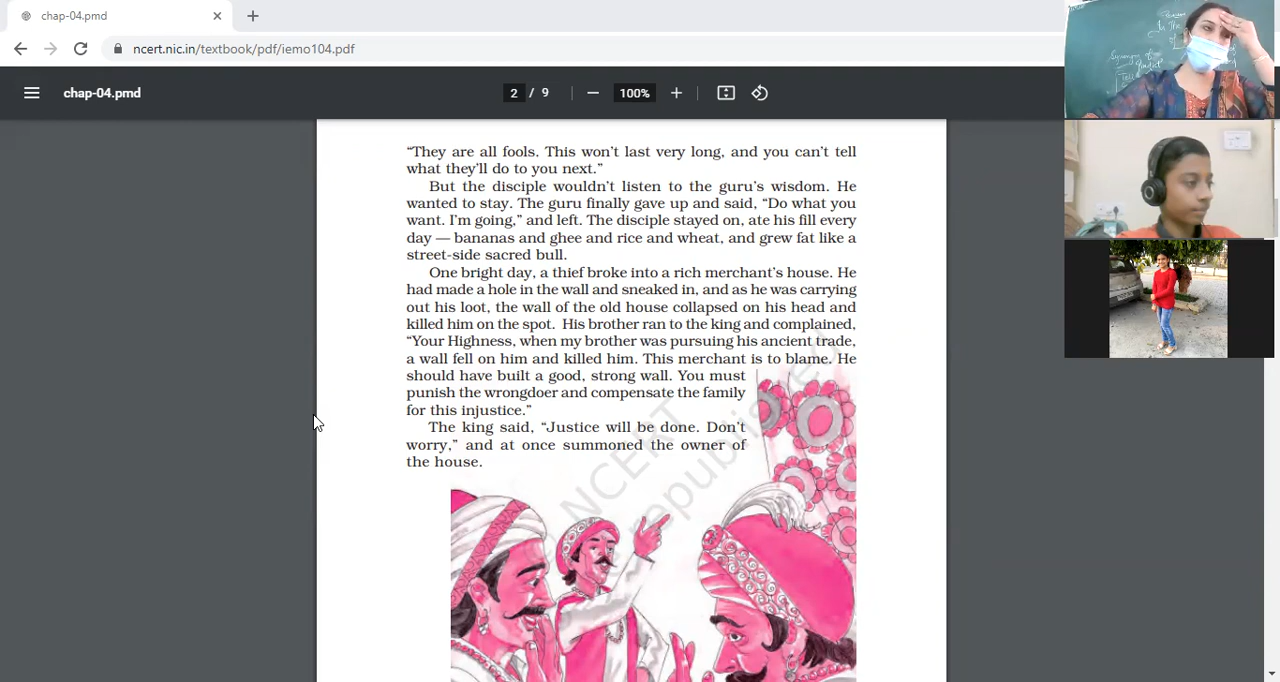 chap-04.pmd
ncert.nic.in/textbook/pdf/iemo104.pdf
chap-04.pmd
2 / 9
100%
“They are all fools. This won’t last very long, and you can’t tell
what they’ll do to you next.”
But the disciple wouldn’t listen to the guru’s wisdom. He
wanted to stay. The guru finally gave up and said, “Do what you
want. I’m going,” and left. The disciple stayed on, ate his fill every
day — bananas and ghee and rice and wheat, and grew fat like a
street-side sacred bull.
One bright day, a thief broke into a rich merchant’s house. He
had made a hole in the wall and sneaked in, and as he was carrying
out his loot, the wall of the old house collapsed on his head and
killed him on the spot. His brother ran to the king and complained,
“Your Highness, when my brother was pursuing his ancient trade,
a wall fell on him and killed him. This merchant is to blame. He
should have built a good, strong wall. You must
punish the wrongdoer and compensate the family
for this injustice.”
The king said, “Justice will be done. Don’t
worry,” and at once summoned the owner of
the house.
NCERT
republished